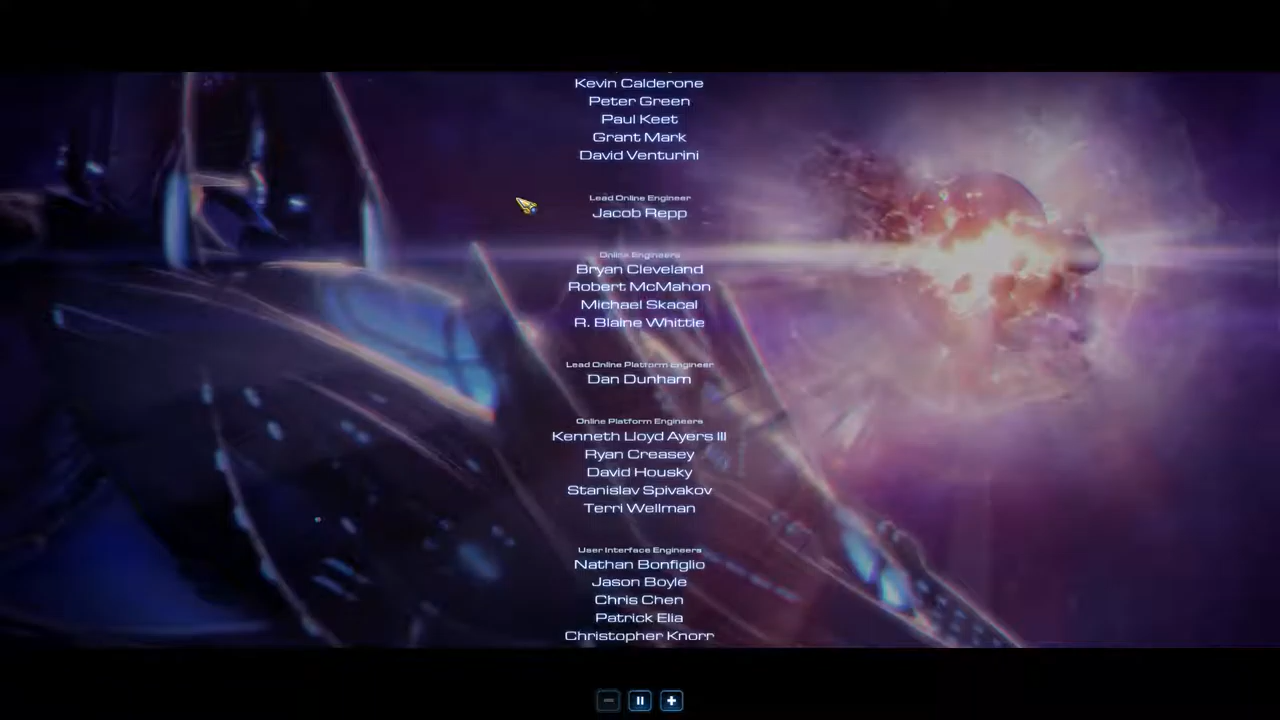 Kevin Calderone
Peter Green
Paul Keet
Grant Mark
David Venturini
Lead Online Engineer
Jacob Repp
Online Engineers
Bryan Cleveland
Robert McMahon
Michael Skacal
R. Blaine Whittle
Lead Online Platform Engineer
Dan Dunham
Online Platform Engineers
Kenneth Lloyd Ayers III
Ryan Creasey
David Housky
Stanislav Spivakov
Terri Wellman
User Interface Engineers
Nathan Bonfiglio
Jason Boyle
Chris Chen
Patrick Elia
Christopher Knorr